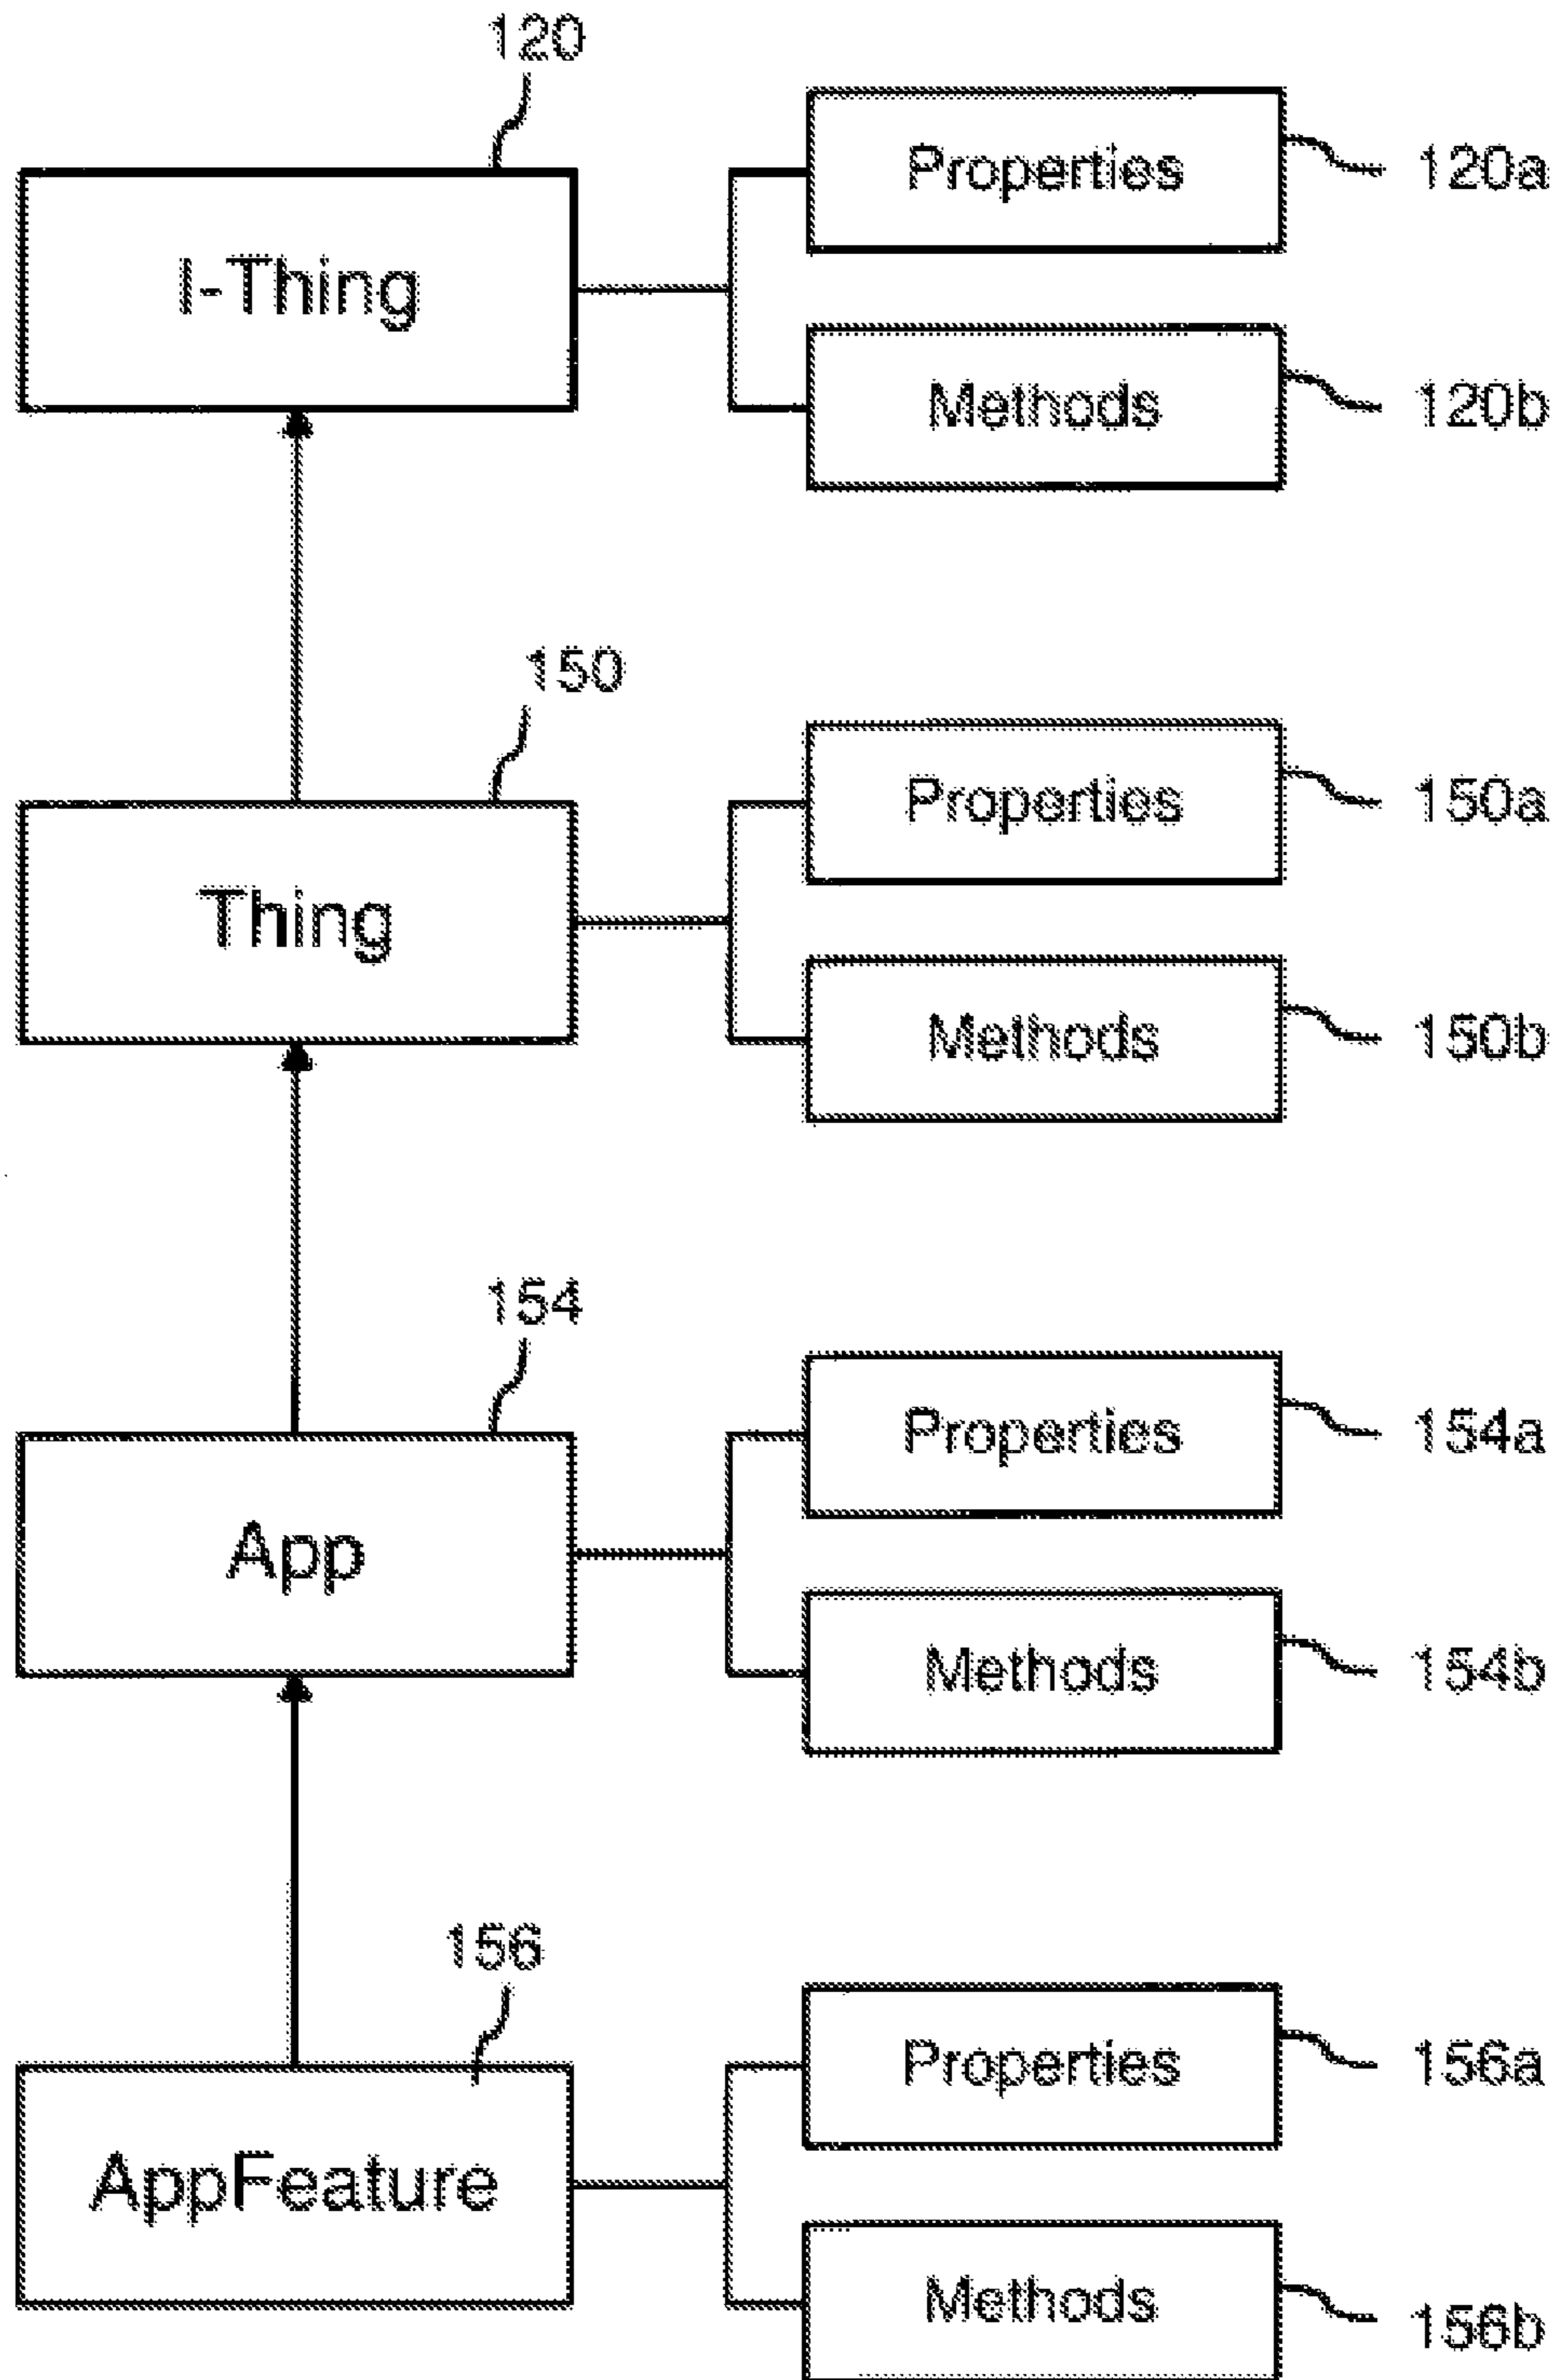 120
Properties
120a
I-Thing
Methods
120b
150
Properties
150a
Thing
Methods
150b
154
Properties
154a
App
Methods
154b
156
Properties
156a
AppFeature
Methods
156b